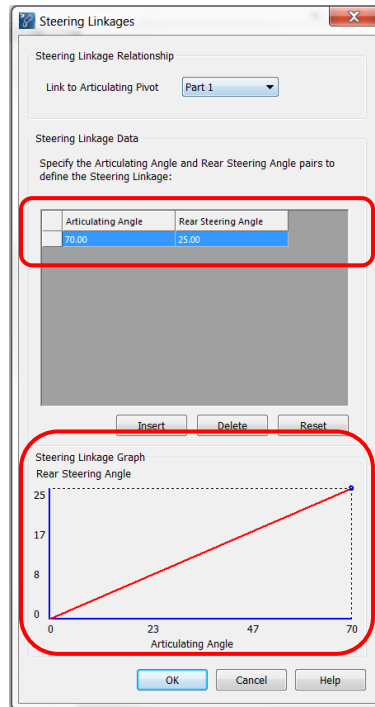 Steering Linkages
X
Steering Linkage Relationship
Link to Articulating Pivot Part 1
Steering Linkage Data
Specify the Articulating Angle and Rear Steering Angle pairs to
define the Steering Linkage:
Articulating Angle Rear Steering Angle
70.00 25.00
Insert Delete Reset
Steering Linkage Graph
Rear Steering Angle
25
17
8
0
0 23 47 70
Articulating Angle
OK Cancel Help